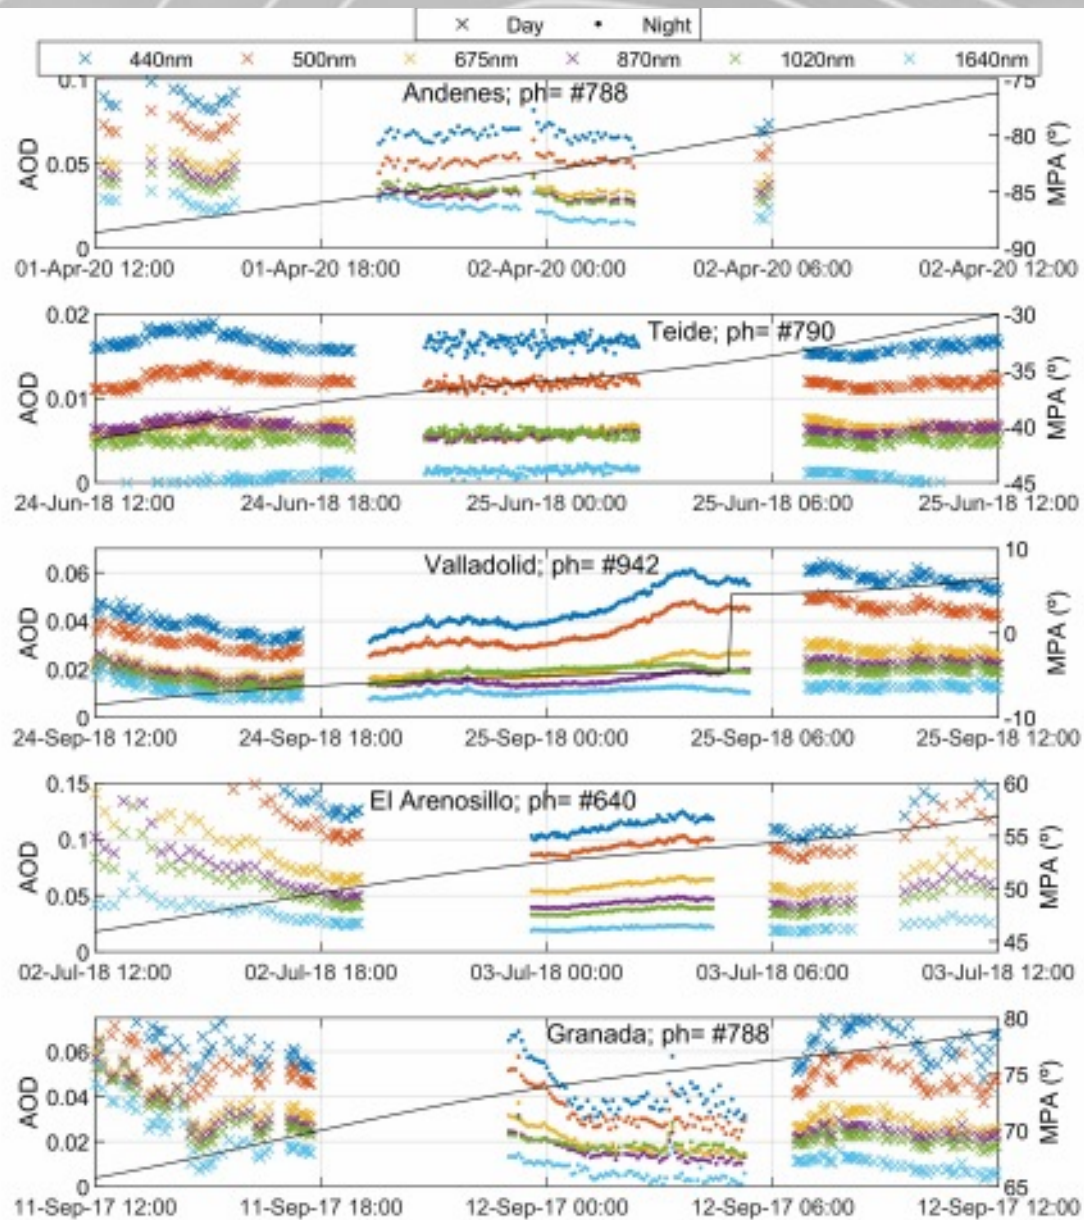 Day Night
440nm 500nm 675nm 870nm 1020nm 1640nm
Andenes; ph= #788
0.1
0.05
0
AOD
-75
-80
-85
-90
MPA (º)
01-Apr-20 12:00 01-Apr-20 18:00 02-Apr-20 00:00 02-Apr-20 06:00 02-Apr-20 12:00
Teide; ph= #790
0.02
0.01
0
AOD
-30
-35
-40
-45
MPA (º)
24-Jun-18 12:00 24-Jun-18 18:00 25-Jun-18 00:00 25-Jun-18 06:00 25-Jun-18 12:00
Valladolid; ph= #942
0.06
0.04
0.02
0
AOD
10
0
-10
MPA (º)
24-Sep-18 12:00 24-Sep-18 18:00 25-Sep-18 00:00 25-Sep-18 06:00 25-Sep-18 12:00
El Arenosillo; ph= #640
0.15
0.1
0.05
0
AOD
60
55
50
45
MPA (º)
02-Jul-18 12:00 02-Jul-18 18:00 03-Jul-18 00:00 03-Jul-18 06:00 03-Jul-18 12:00
Granada; ph= #788
0.06
0.04
0.02
0
AOD
80
75
70
65
MPA (º)
11-Sep-17 12:00 11-Sep-17 18:00 12-Sep-17 00:00 12-Sep-17 06:00 12-Sep-17 12:00